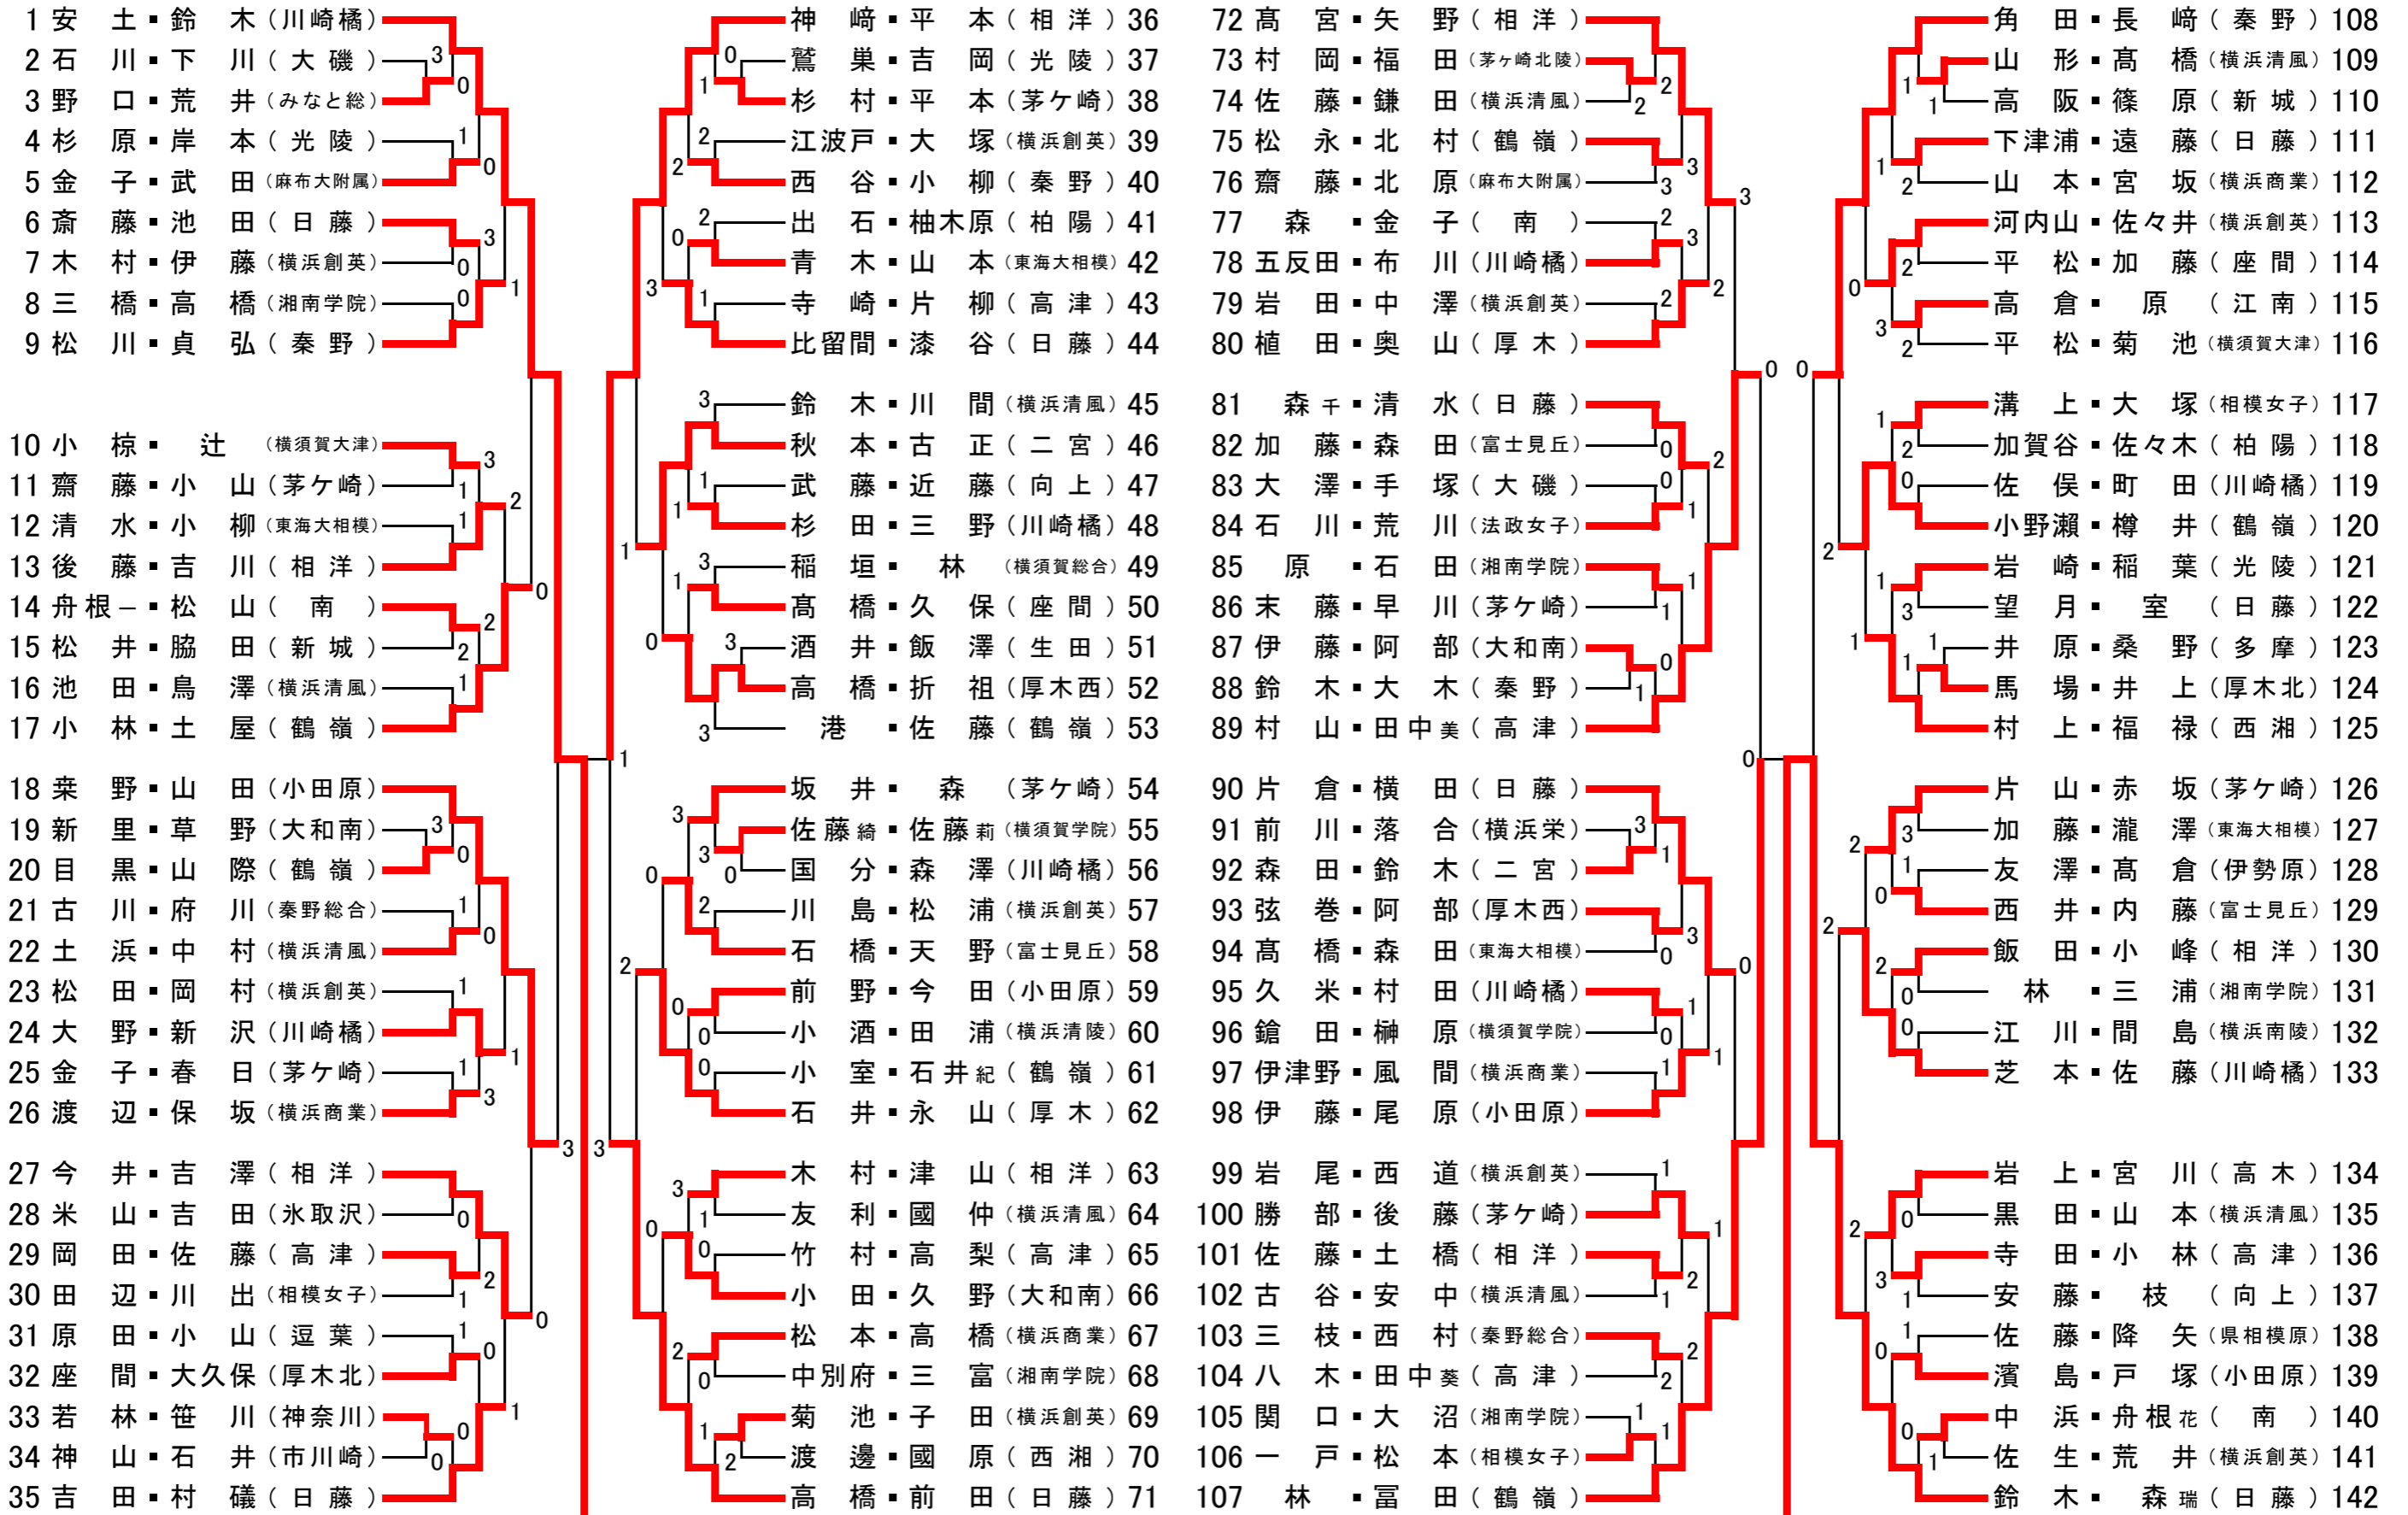 1 安土・鈴木(川崎橘)
2 石川・下川(大磯)
3 野口・荒井(みなと総)
4 杉原・岸本(光陵)
5 金子・武田(麻布大附属)
6 斎藤・池田(日藤)
7 木村・伊藤(横浜創英)
8 三橋・高橋(湘南学院)
9 松川・貞弘(秦野)
10 小椋・辻(横須賀大津)
11 齋藤・小山(茅ケ崎)
12 清水・小柳(東海大相模)
13 後藤・吉川(相洋)
14 舟根一・松山(南)
15 松井・脇田(新城)
16 池田・鳥澤(横浜清風)
17 小林・土屋(鶴嶺)
18 栗野・山田(小田原)
19 新里・草野(大和南)
20 目黒・山際(鶴嶺)
21 古川・府川(秦野総合)
22 土浜・中村(横浜清風)
23 松田・岡村(横浜創英)
24 大野・新沢(川崎橘)
25 金子・春日(茅ケ崎)
26 渡辺・保坂(横浜商業)
27 今井・吉澤(相洋)
28 米山・吉田(氷取沢)
29 岡田・佐藤(高津)
30 田辺・川出(相模女子)
31 原田・小山(逗葉)
32 座間・大久保(厚木北)
33 若林・笹川(神奈川)
34 神山・石井(市川崎)
35 吉田・村礒(日藤)
神﨑・平本(相洋) 36
鷲巣・吉岡(光陵) 37
杉村・平本(茅ケ崎) 38
江波戸・大塚(横浜創英) 39
西谷・小柳(秦野) 40
出石・柚木原(柏陽) 41
青木・山本(東海大相模) 42
寺崎・片柳(高津) 43
比留間・漆谷(日藤) 44
鈴木・川間(横浜清風) 45
秋本・古正(二宮) 46
武藤・近藤(向上) 47
杉田・三野(川崎橘) 48
稲垣・林(横須賀総合) 49
髙橋・久保(座間) 50
酒井・飯澤(生田) 51
高橋・折祖(厚木西) 52
港・佐藤(鶴嶺) 53
坂井・森(茅ケ崎) 54
佐藤綺・佐藤莉(横須賀学院) 55
国分・森澤(川崎橘) 56
川島・松浦(横浜創英) 57
石橋・天野(富士見丘) 58
前野・今田(小田原) 59
小酒・田浦(横浜清陵) 60
小室・石井紀(鶴嶺) 61
石井・永山(厚木) 62
木村・津山(相洋) 63
友利・國仲(横浜清風) 64
竹村・高梨(高津) 65
小田・久野(大和南) 66
松本・高橋(横浜商業) 67
中別府・三富(湘南学院) 68
菊池・子田(横浜創英) 69
渡邊・國原(西湘) 70
高橋・前田(日藤) 71
72 髙宮・矢野(相洋)
73 村岡・福田(茅ヶ崎北陵)
74 佐藤・鎌田(横浜清風)
75 松永・北村(鶴嶺)
76 齋藤・北原(麻布大附属)
77 森・金子(南)
78 五反田・布川(川崎橘)
79 岩田・中澤(横浜創英)
80 植田・奥山(厚木)
81 森千・清水(日藤)
82 加藤・森田(富士見丘)
83 大澤・手塚(大磯)
84 石川・荒川(法政女子)
85 原・石田(湘南学院)
86 末藤・早川(茅ケ崎)
87 伊藤・阿部(大和南)
88 鈴木・大木(秦野)
89 村山・田中美(高津)
90 片倉・横田(日藤)
91 前川・落合(横浜栄)
92 森田・鈴木(二宮)
93 弦巻・阿部(厚木西)
94 髙橋・森田(東海大相模)
95 久米・村田(川崎橘)
96 鎗田・榊原(横須賀学院)
97 伊津野・風間(横浜商業)
98 伊藤・尾原(小田原)
99 岩尾・西道(横浜創英)
100 勝部・後藤(茅ケ崎)
101 佐藤・土橋(相洋)
102 古谷・安中(横浜清風)
103 三枝・西村(秦野総合)
104 八木・田中葵(高津)
105 関口・大沼(湘南学院)
106 一戸・松本(相模女子)
107 林・冨田(鶴嶺)
角田・長﨑(秦野) 108
山形・髙橋(横浜清風) 109
高阪・篠原(新城) 110
下津浦・遠藤(日藤) 111
山本・宮坂(横浜商業) 112
河内山・佐々井(横浜創英) 113
平松・加藤(座間) 114
高倉・原(江南) 115
平松・菊池(横須賀大津) 116
溝上・大塚(相模女子) 117
加賀谷・佐々木(柏陽) 118
佐俣・町田(川崎橘) 119
小野瀬・樽井(鶴嶺) 120
岩崎・稲葉(光陵) 121
望月・室(日藤) 122
井原・桑野(多摩) 123
馬場・井上(厚木北) 124
村上・福禄(西湘) 125
片山・赤坂(茅ケ崎) 126
加藤・瀧澤(東海大相模) 127
友澤・髙倉(伊勢原) 128
西井・内藤(富士見丘) 129
飯田・小峰(相洋) 130
林・三浦(湘南学院) 131
江川・間島(横浜南陵) 132
芝本・佐藤(川崎橘) 133
岩上・宮川(高木) 134
黒田・山本(横浜清風) 135
寺田・小林(高津) 136
安藤・枝(向上) 137
佐藤・降矢(県相模原) 138
濱島・戸塚(小田原) 139
中浜・舟根花(南) 140
佐生・荒井(横浜創英) 141
鈴木・森瑞(日藤) 142